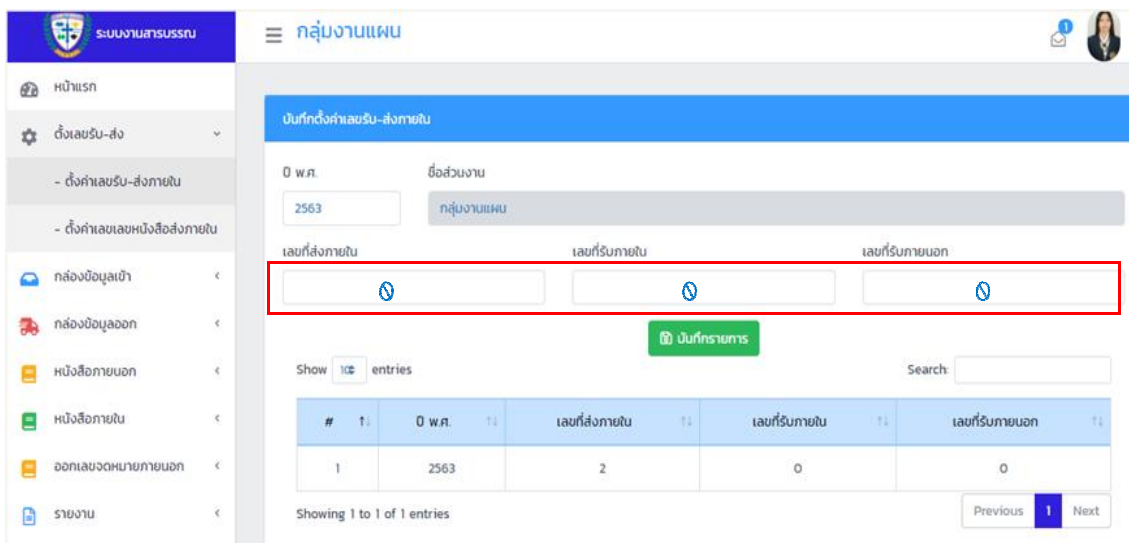 ระบบงานสารบรรณ
กลุ่มงานแผน
1
หน้าแรก
ตั้งเลขรับ-ส่ง
- ตั้งค่าเลขรับ-ส่งภายใน
- ตั้งค่าเลขเลขหนังสือส่งภายใน
กล่องข้อมูลเข้า
กล่องข้อมูลออก
หนังสือภายนอก
หนังสือภายใน
ออกเลขจดหมายภายนอก
รายงาน
บันทึกตั้งค่าเลขรับ-ส่งภายใน
ปี พ.ศ. ชื่อส่วนงาน
2563 กลุ่มงานแผน
เลขที่ส่งภายใน เลขที่รับภายใน เลขที่รับภายนอก
0 0 0
บันทึกรายการ
Show 10 entries Search:
# ปี พ.ศ. เลขที่ส่งภายใน เลขที่รับภายใน เลขที่รับภายนอก
1 2563 2 0 0
Showing 1 to 1 of 1 entries Previous 1 Next